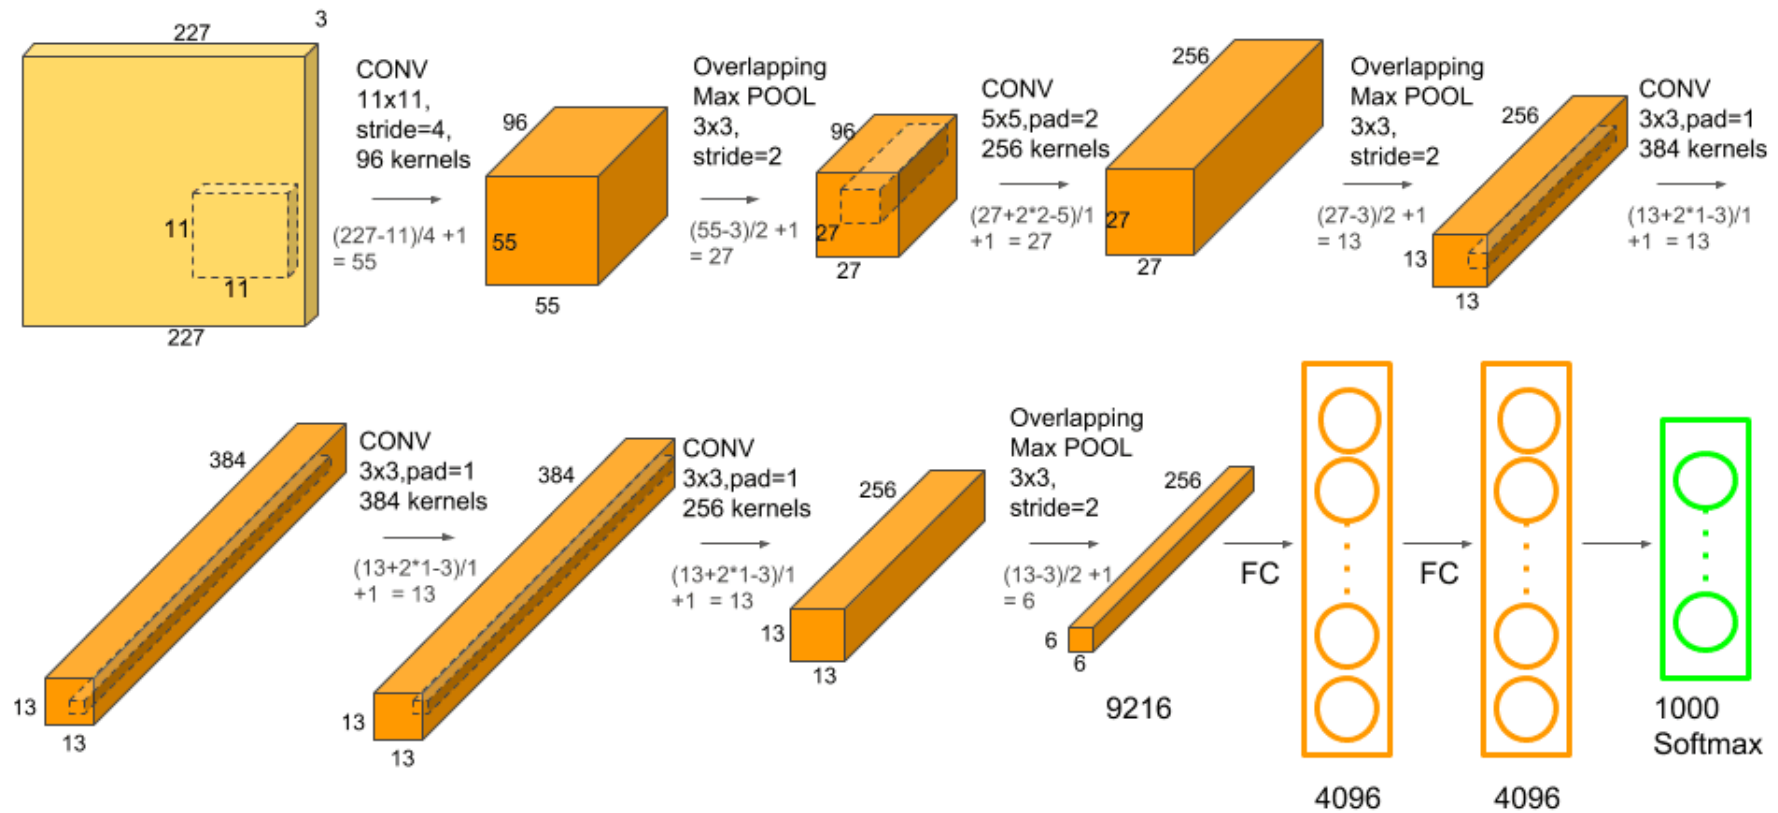 227
3
11
11
227
CONV
11x11,
stride=4,
96 kernels
(227-11)/4 +1
= 55
96
55
55
Overlapping
Max POOL
3x3,
stride=2
(55-3)/2 +1
= 27
96
27
27
CONV
5x5,pad=2
256 kernels
(27+2*2-5)/1
+1 = 27
256
27
27
Overlapping
Max POOL
3x3,
stride=2
(27-3)/2 +1
= 13
256
13
13
CONV
3x3,pad=1
384 kernels
(13+2*1-3)/1
+1 = 13
384
13
13
CONV
3x3,pad=1
384 kernels
(13+2*1-3)/1
+1 = 13
384
13
13
CONV
3x3,pad=1
256 kernels
(13+2*1-3)/1
+1 = 13
256
13
13
Overlapping
Max POOL
3x3,
stride=2
(13-3)/2 +1
= 6
256
6
6
9216
FC
4096
FC
4096
1000
Softmax